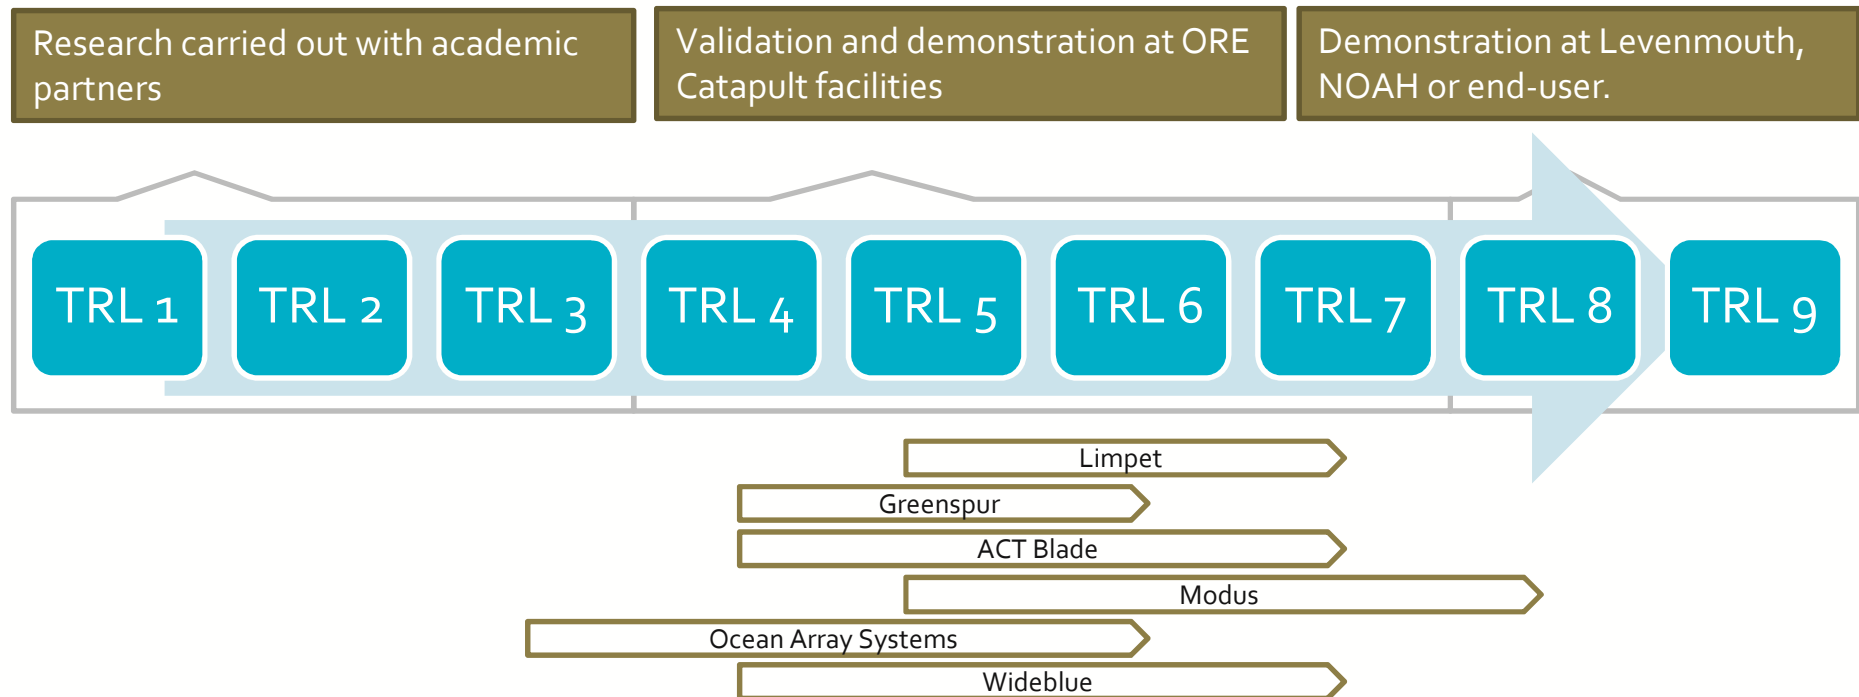 Research carried out with academic
partners
Validation and demonstration at ORE
Catapult facilities
Demonstration at Levenmouth,
NOAH or end-user.
TRL 1
TRL 2
TRL 3
TRL 4
TRL 5
TRL 6
TRL 7
TRL 8
TRL 9
Limpet
Greenspur
ACT Blade
Modus
Ocean Array Systems
Wideblue